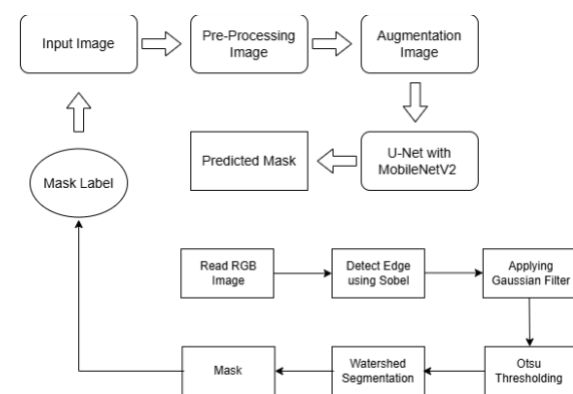 Input Image
Pre-Processing
Image
Augmentation
Image
Mask Label
Predicted Mask
U-Net with
MobileNetV2
Read RGB
Image
Detect Edge
using Sobel
Applying
Gaussian Filter
Mask
Watershed
Segmentation
Otsu
Thresholding